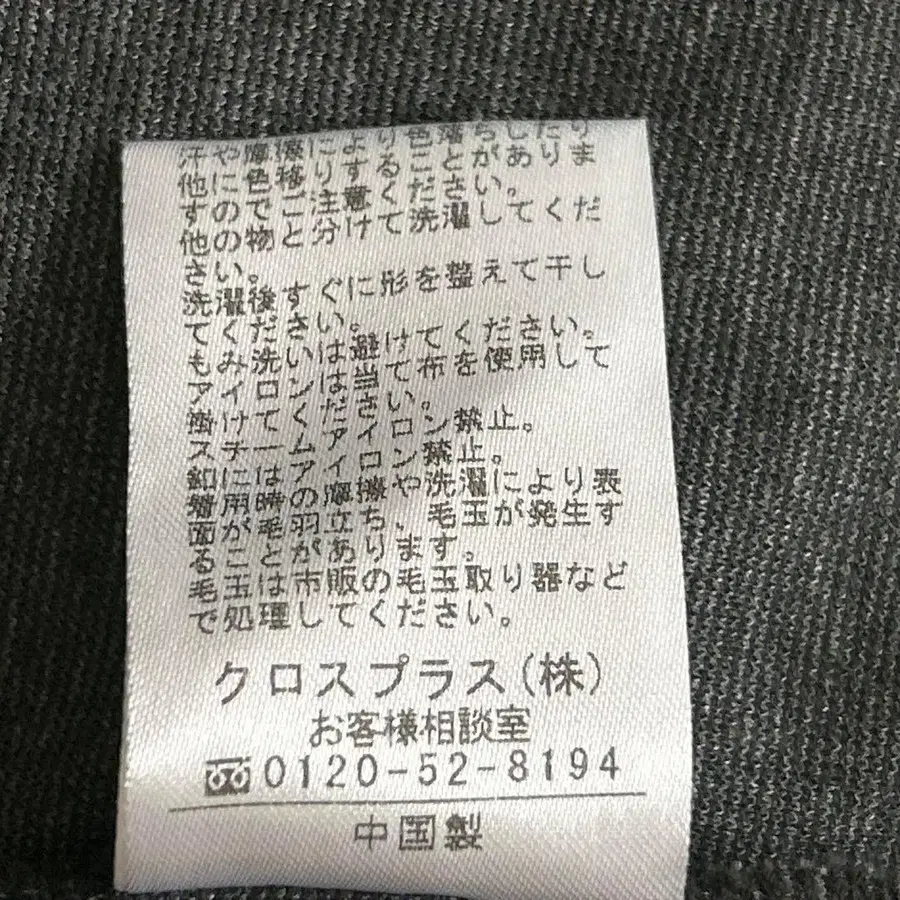 汗や摩擦により色落ちしたり
他に色移りすることがありま
すのでご注意ください。
他の物と分けて洗濯してくだ
さい。
洗濯後すぐに形を整えて干し
てください。
もみ洗いは避けてください。
アイロンは当て布を使用して
掛けてください。
スチームアイロン禁止。
釦にはアイロン禁止。
着用時の摩擦や洗濯により表
面が毛羽立ち、毛玉が発生す
ることがあります。
毛玉は市販の毛玉取り器など
で処理してください。
クロスプラス(株)
お客様相談室
0120-52-8194
中国製